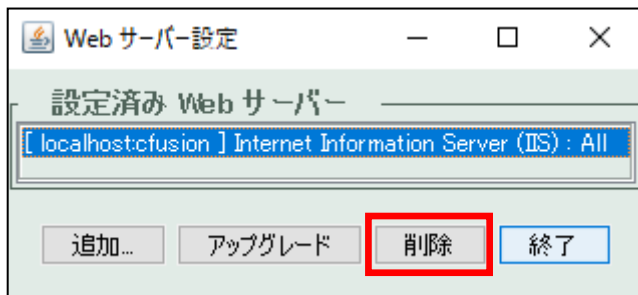 Web サーバー設定
設定済み Web サーバー
[ localhost:cfusion ] Internet Information Server (IIS) : All
追加... アップグレード 削除 終了